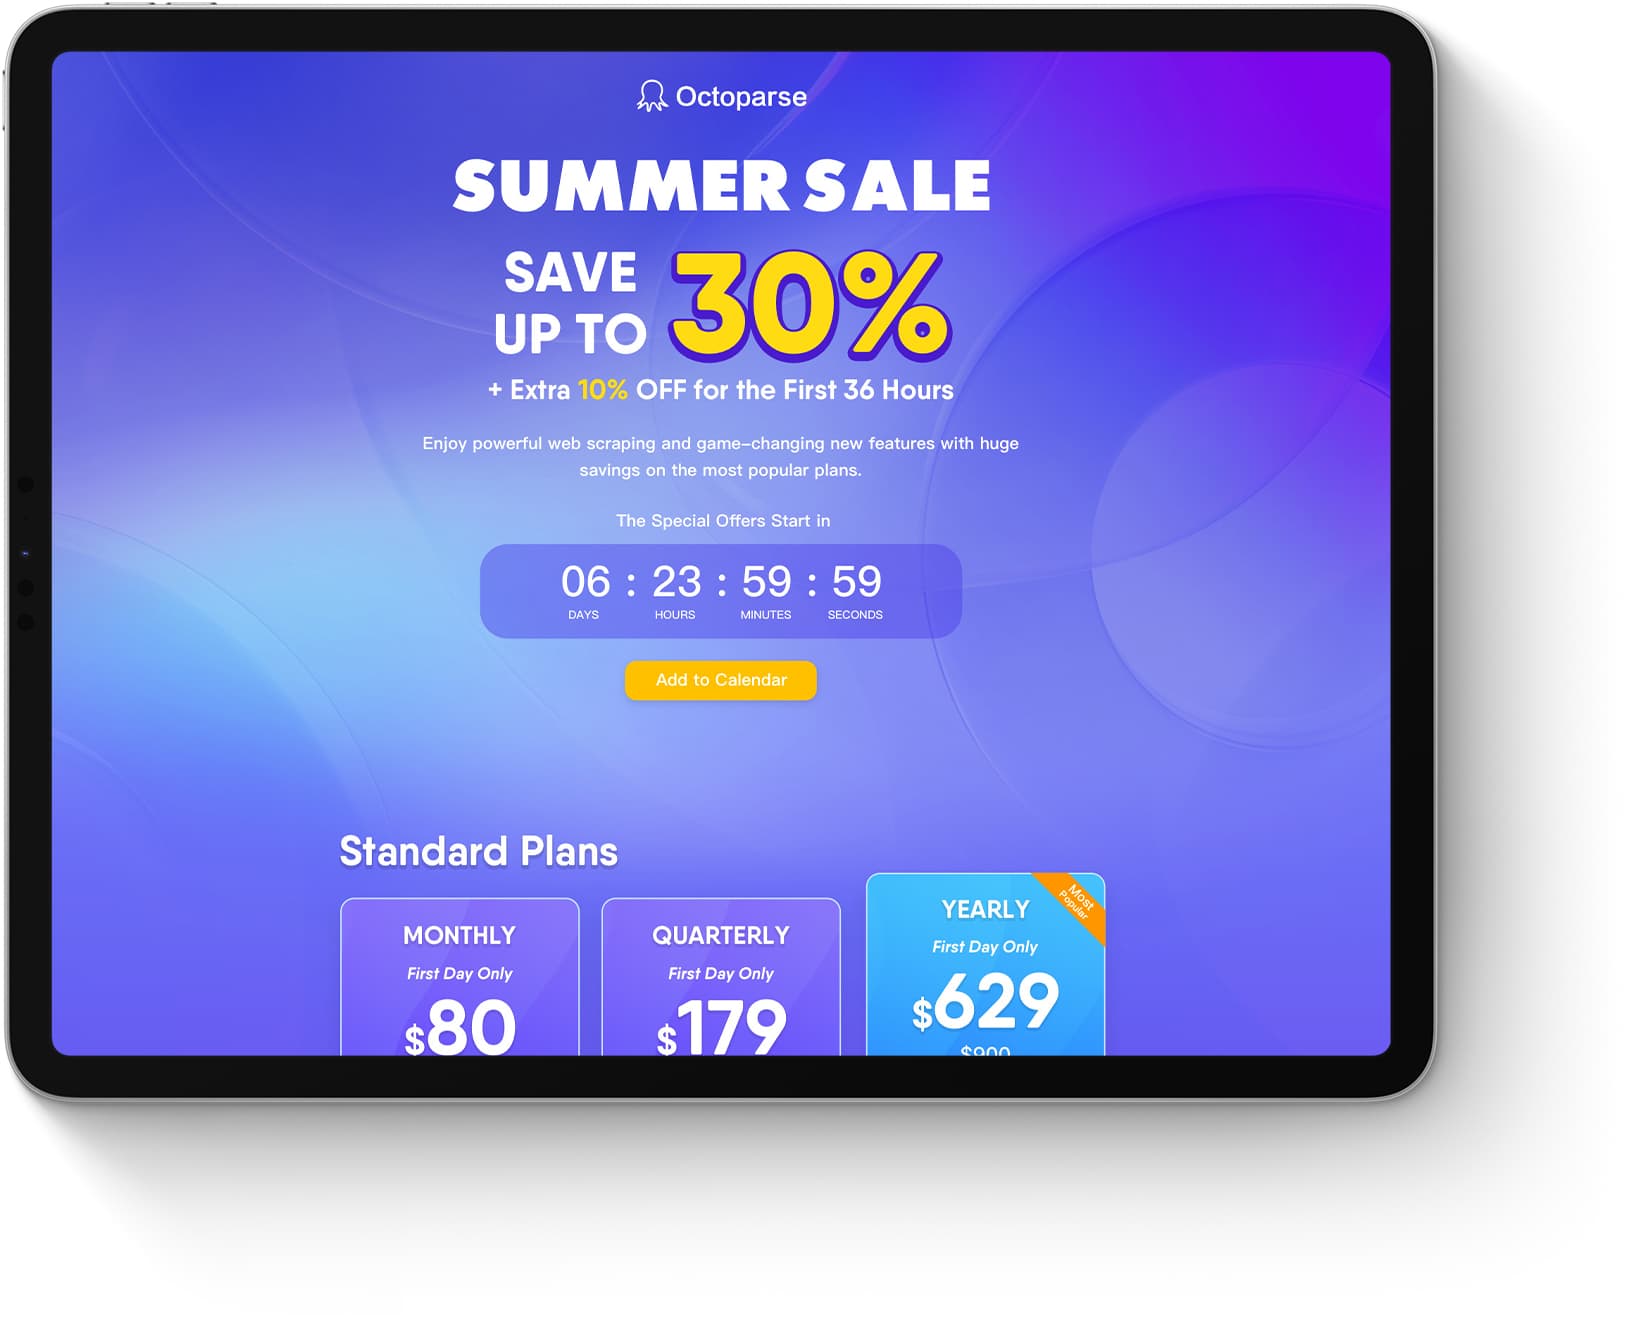 Octoparse
SUMMER SALE
SAVE
UP TO
30%
+ Extra 10% OFF for the First 36 Hours
Enjoy powerful web scraping and game-changing new features with huge
savings on the most popular plans.
The Special Offers Start in
06 : 23 : 59 : 59
DAYS HOURS MINUTES SECONDS
Add to Calendar
Standard Plans
MONTHLY
First Day Only
$80
QUARTERLY
First Day Only
$179
Most
Popular
YEARLY
First Day Only
$629
$900